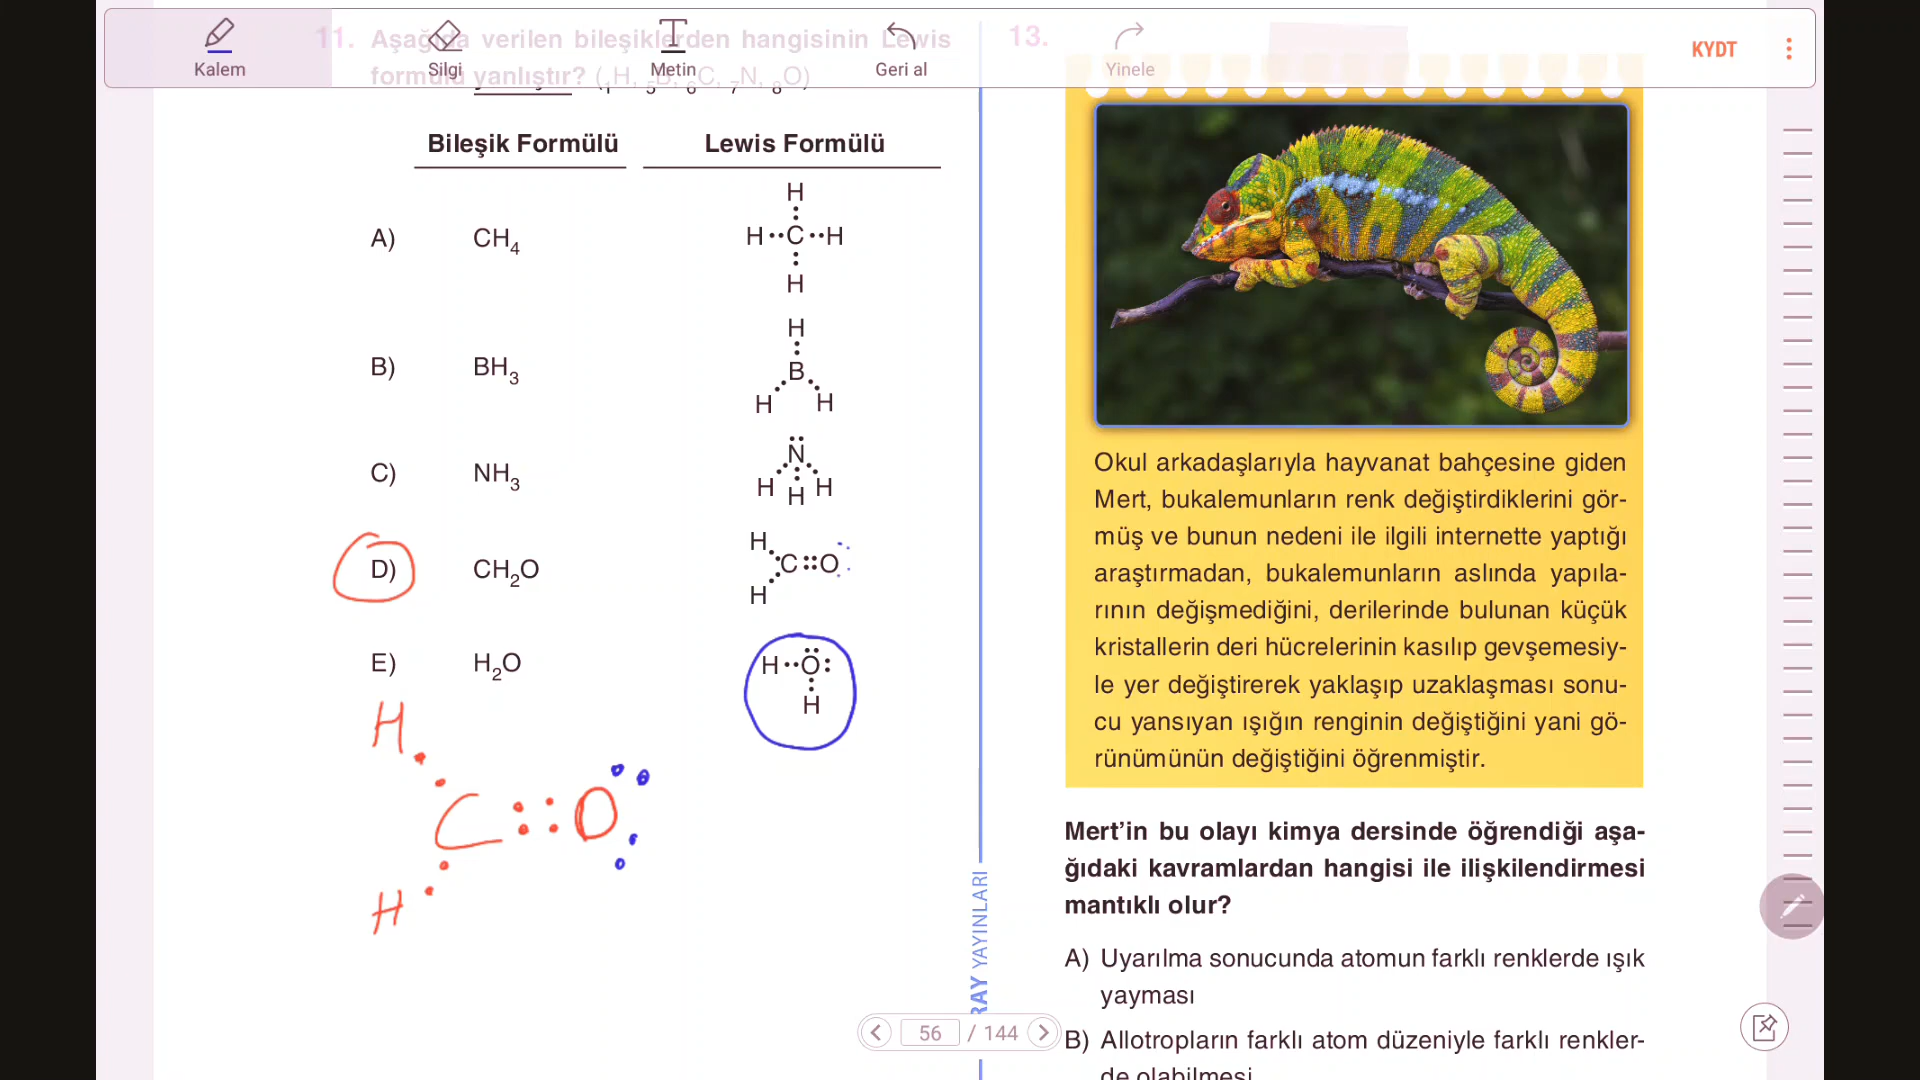 Kalem
Silgi
Metin
Geri al
Yinele
KYDT
11. Aşağıda verilen bileşiklerden hangisinin Lewis
formülü yanlıştır? (₁H, ₅B, ₆C, ₇N, ₈O)
Bileşik Formülü Lewis Formülü
H
A) CH₄ H··C··H
H
H
B) BH₃ B
H H
C) NH₃ N
H H H
H
D) CH₂O C::O
H
E) H₂O H··O:
H
H
C::O
H
13.
Okul arkadaşlarıyla hayvanat bahçesine giden
Mert, bukalemunların renk değiştirdiklerini gör-
müş ve bunun nedeni ile ilgili internette yaptığı
araştırmadan, bukalemunların aslında yapıla-
rının değişmediğini, derilerinde bulunan küçük
kristallerin deri hücrelerinin kasılıp gevşemesiy-
le yer değiştirerek yaklaşıp uzaklaşması sonu-
cu yansıyan ışığın renginin değiştiğini yani gö-
rünümünün değiştiğini öğrenmiştir.
Mert'in bu olayı kimya dersinde öğrendiği aşa-
ğıdaki kavramlardan hangisi ile ilişkilendirmesi
mantıklı olur?
A) Uyarılma sonucunda atomun farklı renklerde ışık
yayması
B) Allotropların farklı atom düzeniyle farklı renkler-
de olabilmesi
RAY YAYINLARI
56 / 144